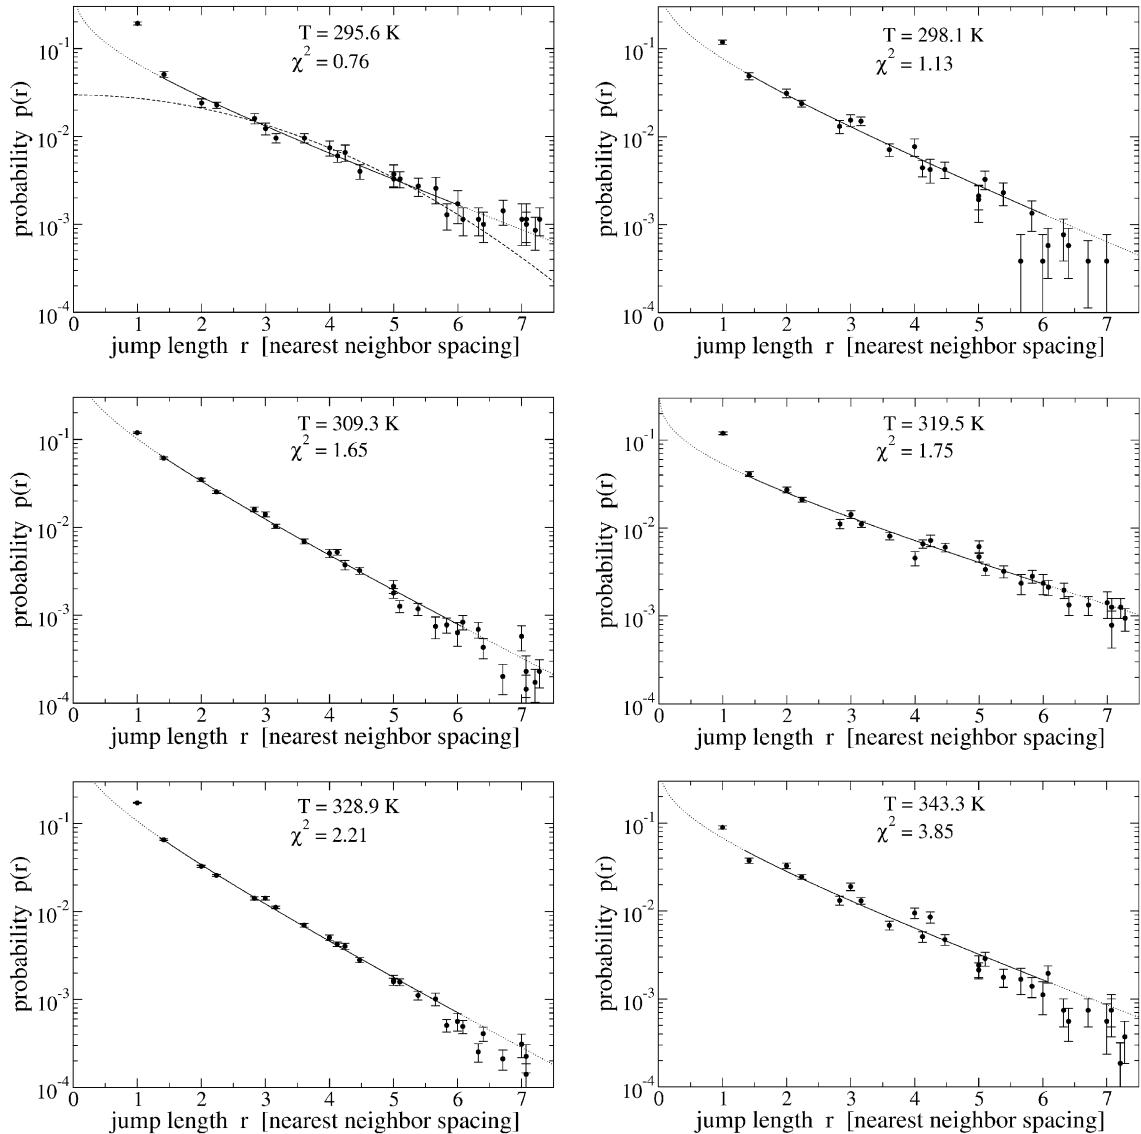 T = 295.6 K
χ² = 0.76
10⁻¹
10⁻²
10⁻³
10⁻⁴
probability p(r)
0 1 2 3 4 5 6 7
jump length r [nearest neighbor spacing]
T = 298.1 K
χ² = 1.13
10⁻¹
10⁻²
10⁻³
10⁻⁴
probability p(r)
0 1 2 3 4 5 6 7
jump length r [nearest neighbor spacing]
T = 309.3 K
χ² = 1.65
10⁻¹
10⁻²
10⁻³
10⁻⁴
probability p(r)
0 1 2 3 4 5 6 7
jump length r [nearest neighbor spacing]
T = 319.5 K
χ² = 1.75
10⁻¹
10⁻²
10⁻³
10⁻⁴
probability p(r)
0 1 2 3 4 5 6 7
jump length r [nearest neighbor spacing]
T = 328.9 K
χ² = 2.21
10⁻¹
10⁻²
10⁻³
10⁻⁴
probability p(r)
0 1 2 3 4 5 6 7
jump length r [nearest neighbor spacing]
T = 343.3 K
χ² = 3.85
10⁻¹
10⁻²
10⁻³
10⁻⁴
probability p(r)
0 1 2 3 4 5 6 7
jump length r [nearest neighbor spacing]